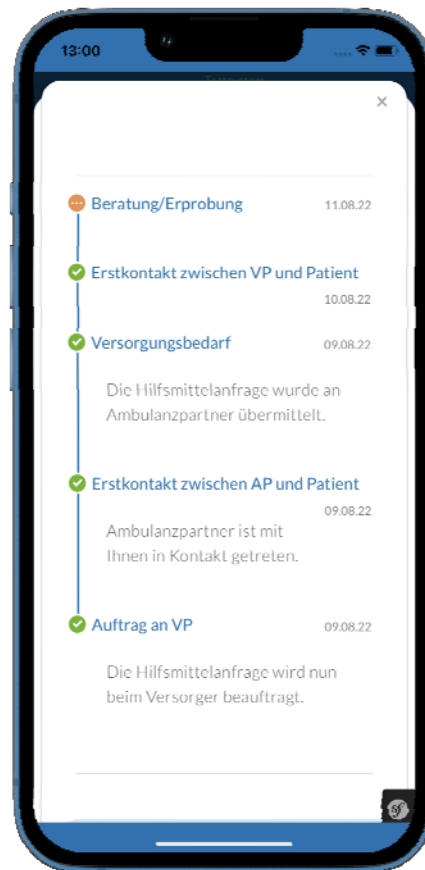 13:00
×
Beratung/Erprobung 11.08.22
Erstkontakt zwischen VP und Patient
10.08.22
Versorgungsbedarf 09.08.22
Die Hilfsmittelanfrage wurde an
Ambulanzpartner übermittelt.
Erstkontakt zwischen AP und Patient
09.08.22
Ambulanzpartner ist mit
Ihnen in Kontakt getreten.
Auftrag an VP 09.08.22
Die Hilfsmittelanfrage wird nun
beim Versorger beauftragt.
sf